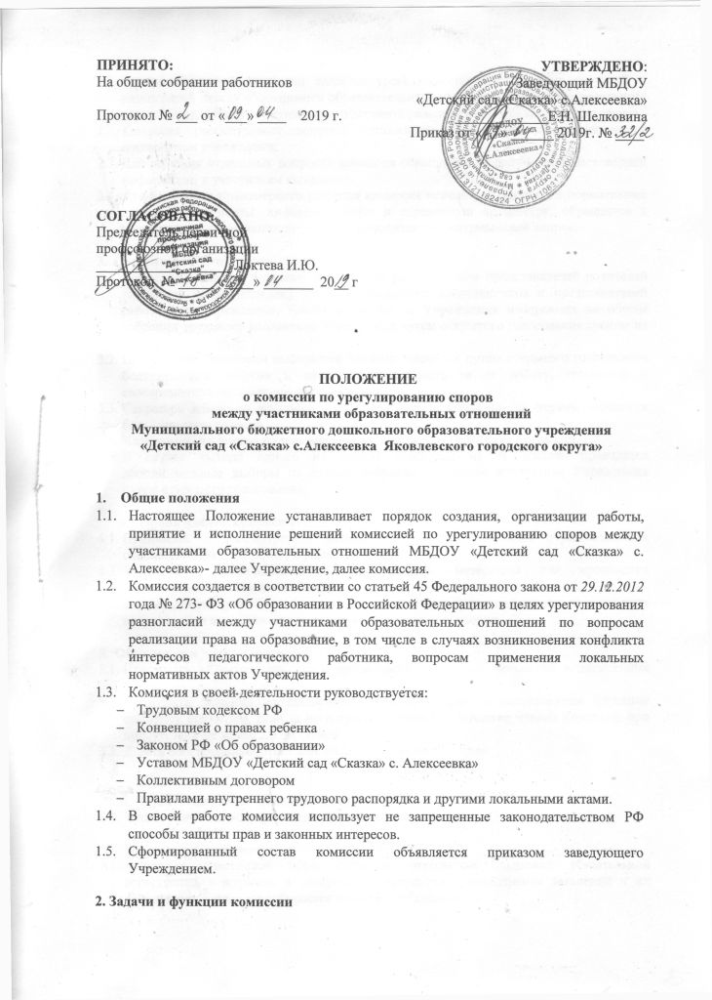 ПРИНЯТО:
На общем собрании работников
Протокол № 2 от «09» 04 2019 г.
УТВЕРЖДЕНО:
Заведующий МБДОУ
«Детский сад «Сказка» с.Алексеевка»
Е.Н. Шелковина
Приказ от « » 04 2019г. № 32/2
СОГЛАСОВАНО:
Председатель первичной
профсоюзной организации
Локтева И.Ю.
Протокол № » 04 2019 г
Первичная
профсоюзная
организация
МБДОУ
"Детский сад
"Сказка"
с.Алексеевка"
ПОЛОЖЕНИЕ
о комиссии по урегулированию споров
между участниками образовательных отношений
Муниципального бюджетного дошкольного образовательного учреждения
«Детский сад «Сказка» с.Алексеевка Яковлевского городского округа»
1. Общие положения
1.1. Настоящее Положение устанавливает порядок создания, организации работы,
принятие и исполнение решений комиссией по урегулированию споров между
участниками образовательных отношений МБДОУ «Детский сад «Сказка» с.
Алексеевка»- далее Учреждение, далее комиссия.
1.2. Комиссия создается в соответствии со статьей 45 Федерального закона от 29.12.2012
года № 273- ФЗ «Об образовании в Российской Федерации» в целях урегулирования
разногласий между участниками образовательных отношений по вопросам
реализации права на образование, в том числе в случаях возникновения конфликта
интересов педагогического работника, вопросам применения локальных
нормативных актов Учреждения.
1.3. Комиссия в своей деятельности руководствуется:
– Трудовым кодексом РФ
– Конвенцией о правах ребенка
– Законом РФ «Об образовании»
– Уставом МБДОУ «Детский сад «Сказка» с. Алексеевка»
– Коллективным договором
– Правилами внутреннего трудового распорядка и другими локальными актами.
1.4. В своей работе комиссия использует не запрещенные законодательством РФ
способы защиты прав и законных интересов.
1.5. Сформированный состав комиссии объявляется приказом заведующего
Учреждением.
2. Задачи и функции комиссии